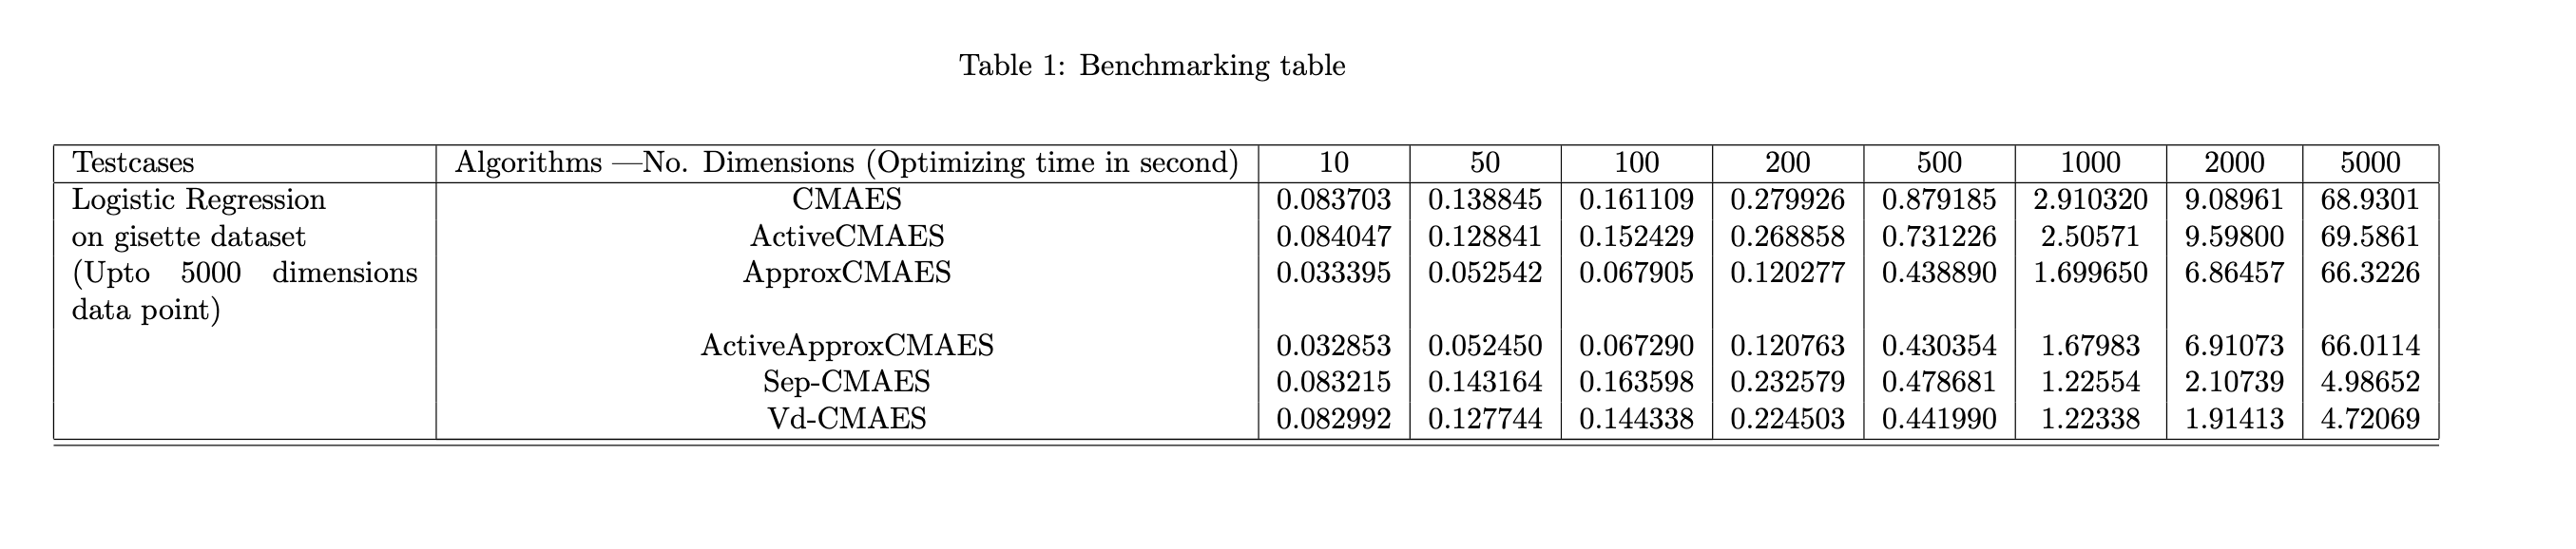 Table 1: Benchmarking table
Testcases Algorithms —No. Dimensions (Optimizing time in second) 10 50 100 200 500 1000 2000 5000
Logistic Regression CMAES 0.083703 0.138845 0.161109 0.279926 0.879185 2.910320 9.08961 68.9301
on gisette dataset ActiveCMAES 0.084047 0.128841 0.152429 0.268858 0.731226 2.50571 9.59800 69.5861
(Upto 5000 dimensions ApproxCMAES 0.033395 0.052542 0.067905 0.120277 0.438890 1.699650 6.86457 66.3226
data point)
ActiveApproxCMAES 0.032853 0.052450 0.067290 0.120763 0.430354 1.67983 6.91073 66.0114
Sep-CMAES 0.083215 0.143164 0.163598 0.232579 0.478681 1.22554 2.10739 4.98652
Vd-CMAES 0.082992 0.127744 0.144338 0.224503 0.441990 1.22338 1.91413 4.72069